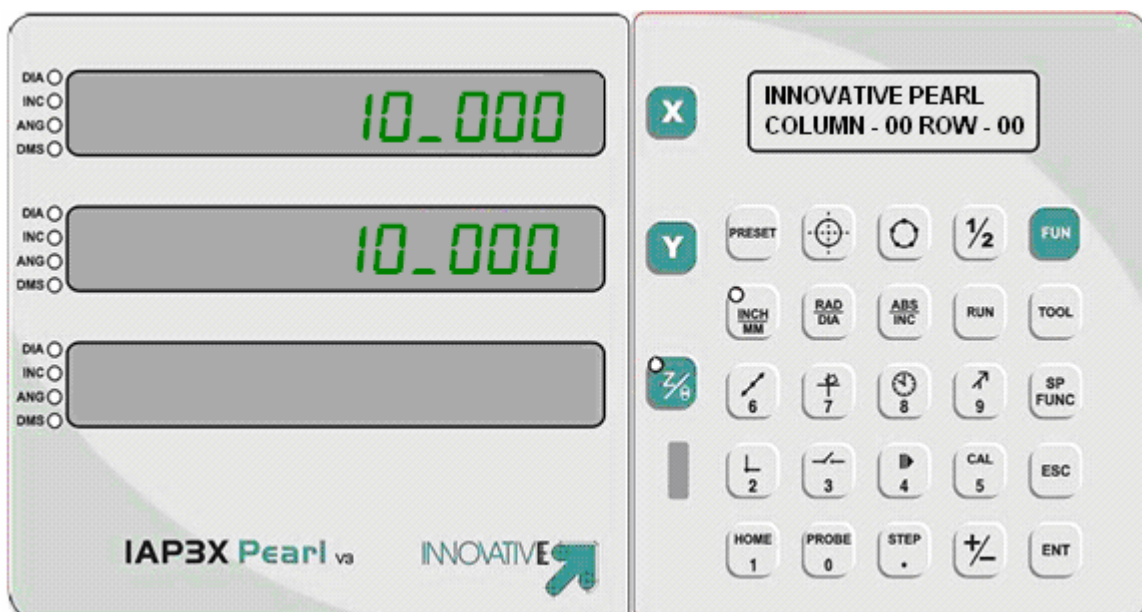 DIA
INC
ANG
DMS
10_000
DIA
INC
ANG
DMS
10_000
DIA
INC
ANG
DMS
IAP3X Pearl V3
INNOVATIVE
X
Y
Z/θ
INNOVATIVE PEARL
COLUMN - 00 ROW - 00
PRESET
1/2
FUN
INCH
MM
RAD
DIA
ABS
INC
RUN
TOOL
6
7
8
9
SP
FUNC
2
3
4
CAL
5
ESC
HOME
1
PROBE
0
STEP
.
+/-
ENT